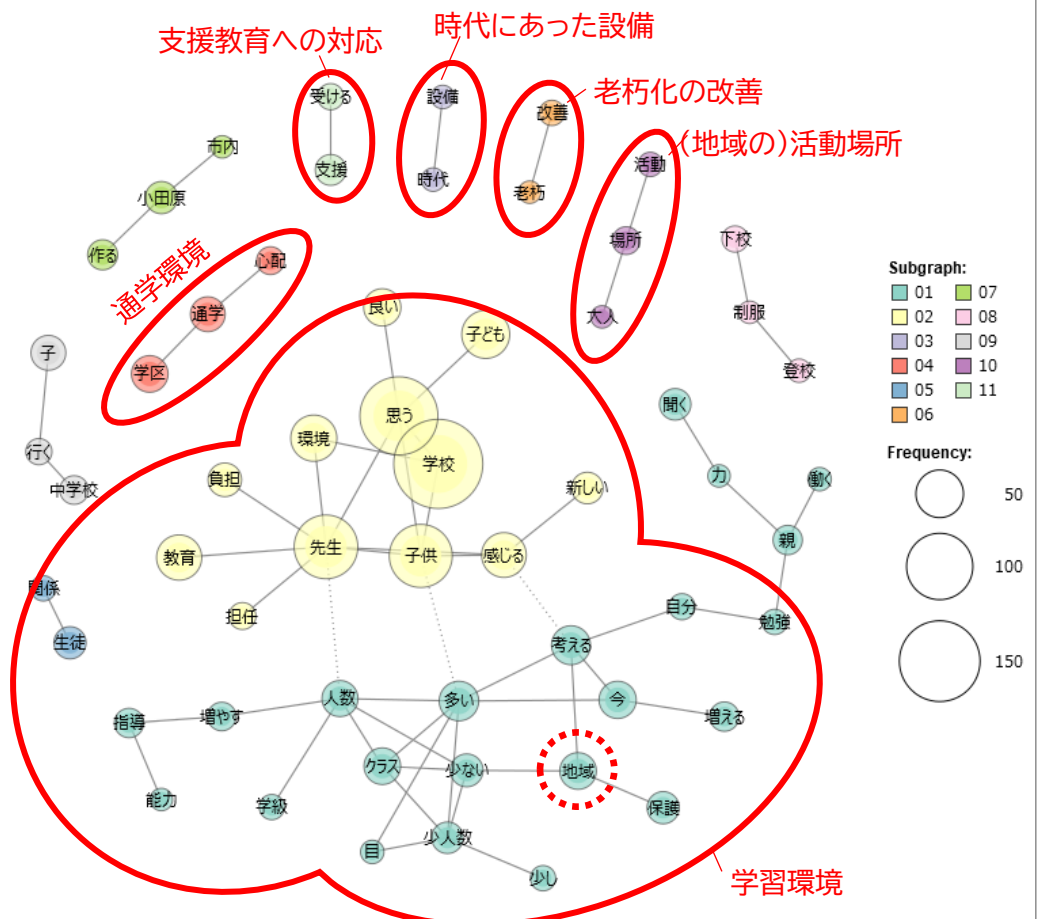 支援教育への対応
時代にあった設備
受ける
支援
設備
時代
老朽化の改善
改善
老朽
(地域の)活動場所
活動
場所
大人
市内
小田原
作る
通学環境
心配
通学
学区
下校
制服
登校
子
行く
中学校
良い
子ども
思う
環境
学校
負担
新しい
先生
子供
感じる
教育
担任
関係
生徒
聞く
力
働く
親
自分
勉強
考える
人数
多い
今
増える
指導
増やす
クラス
少ない
地域
能力
学級
保護
目
少人数
少し
学習環境
Subgraph:
01
07
02
08
03
09
04
10
05
11
06
Frequency:
50
100
150